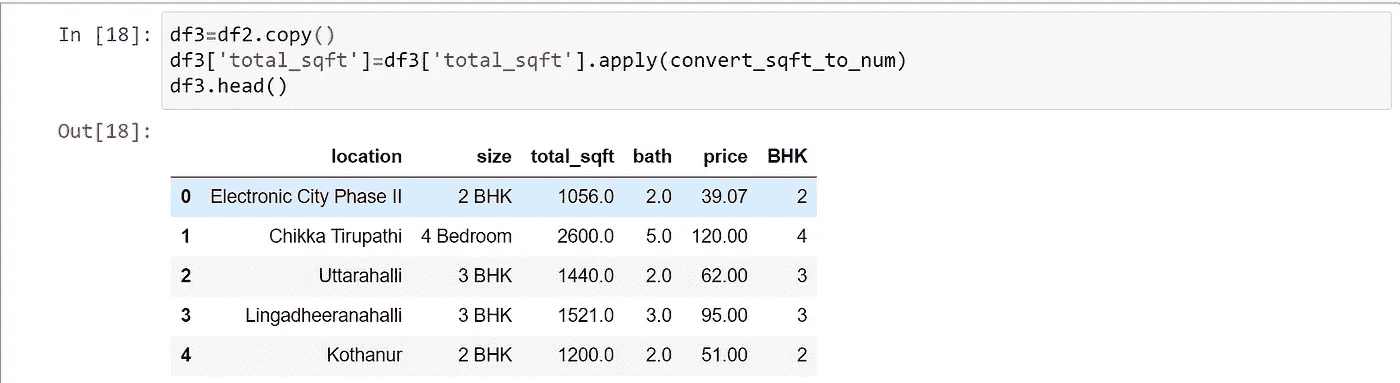 In [18]: df3=df2.copy()
df3['total_sqft']=df3['total_sqft'].apply(convert_sqft_to_num)
df3.head()
Out[18]:
location size total_sqft bath price BHK
0 Electronic City Phase II 2 BHK 1056.0 2.0 39.07 2
1 Chikka Tirupathi 4 Bedroom 2600.0 5.0 120.00 4
2 Uttarahalli 3 BHK 1440.0 2.0 62.00 3
3 Lingadheeranahalli 3 BHK 1521.0 3.0 95.00 3
4 Kothanur 2 BHK 1200.0 2.0 51.00 2